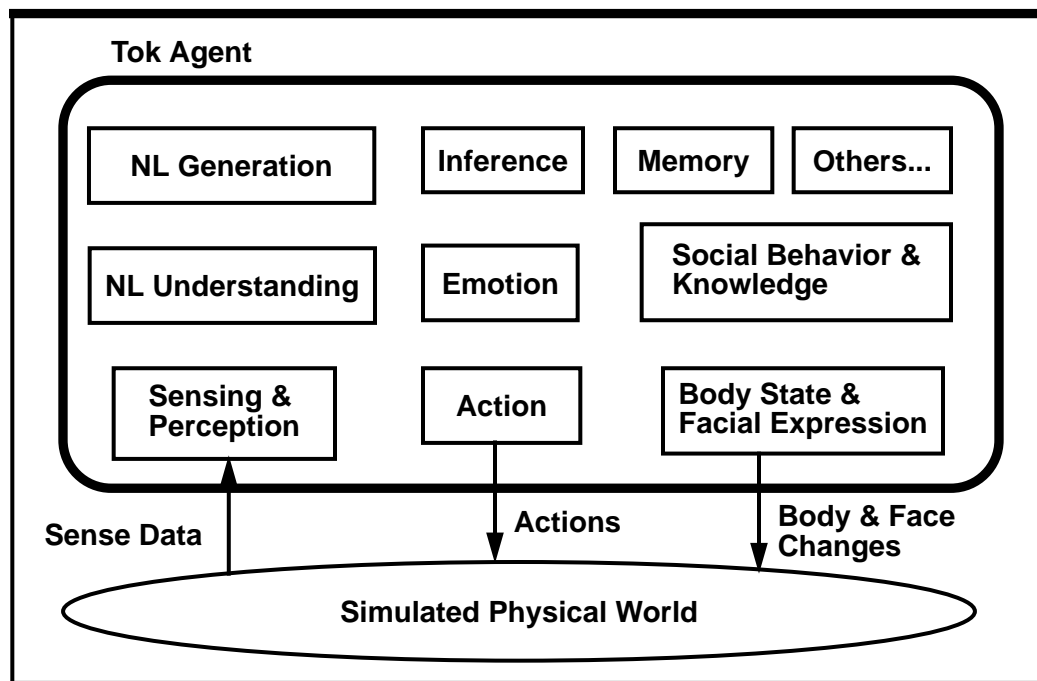 Tok Agent
NL Generation
Inference
Memory
Others...
NL Understanding
Emotion
Social Behavior &
Knowledge
Sensing &
Perception
Action
Body State &
Facial Expression
Sense Data
Actions
Body & Face
Changes
Simulated Physical World